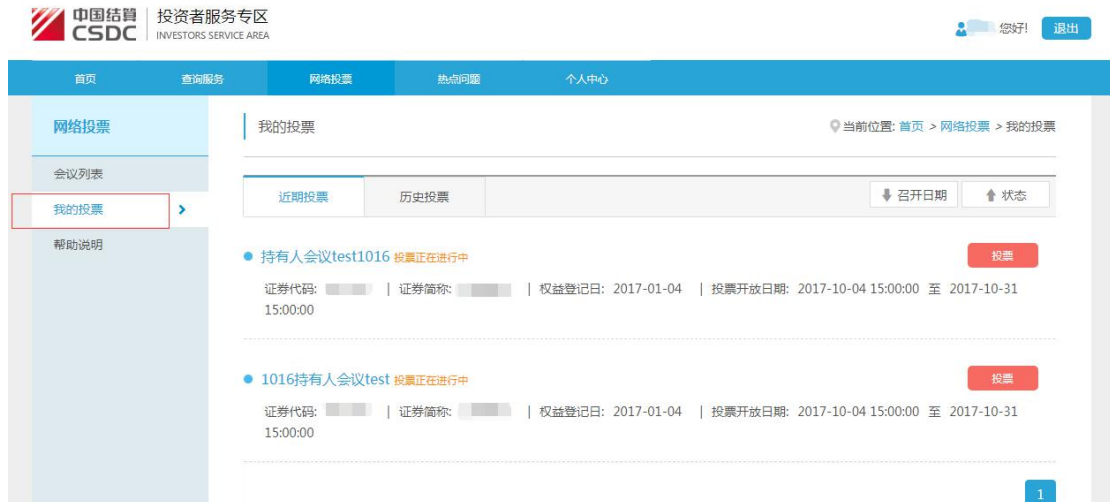 中国结算 投资者服务专区
CSDC INVESTORS SERVICE AREA
您好! 退出
首页 查询服务 网络投票 热点问题 个人中心
网络投票
会议列表
我的投票
帮助说明
我的投票 当前位置: 首页 > 网络投票 > 我的投票
近期投票 历史投票 召开日期 状态
持有人会议test1016 投票正在进行中 投票
证券代码: | 证券简称: | 权益登记日: 2017-01-04 | 投票开放日期: 2017-10-04 15:00:00 至 2017-10-31
15:00:00
1016持有人会议test 投票正在进行中 投票
证券代码: | 证券简称: | 权益登记日: 2017-01-04 | 投票开放日期: 2017-10-04 15:00:00 至 2017-10-31
15:00:00
1